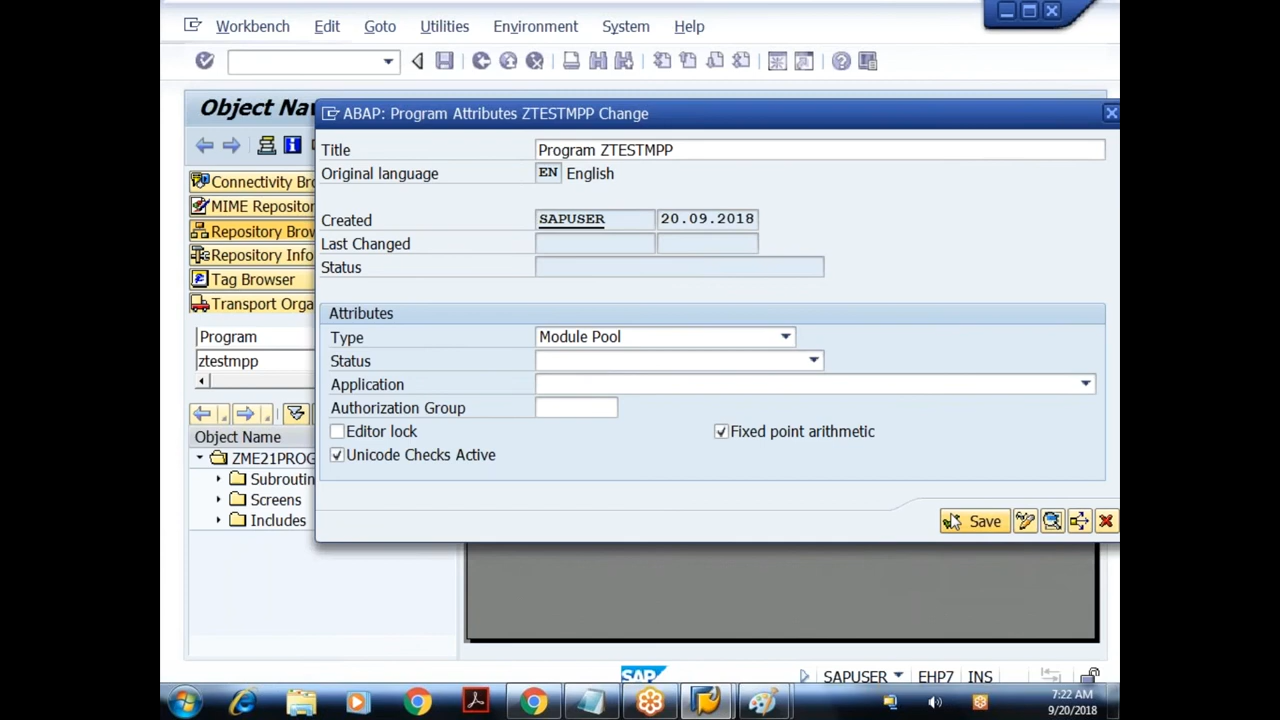 Workbench Edit Goto Utilities Environment System Help
Object Na
ABAP: Program Attributes ZTESTMPP Change
Title Program ZTESTMPP
Original language EN English
Created SAPUSER 20.09.2018
Last Changed
Status
Attributes
Type Module Pool
Status
Application
Authorization Group
Editor lock Fixed point arithmetic
Unicode Checks Active
Save
Connectivity Bro
MIME Repositor
Repository Brow
Repository Info
Tag Browser
Transport Orga
Program
ztestmpp
Object Name
ZME21PROG
Subroutin
Screens
Includes
SAP SAPUSER EHP7 INS
7:22 AM
9/20/2018